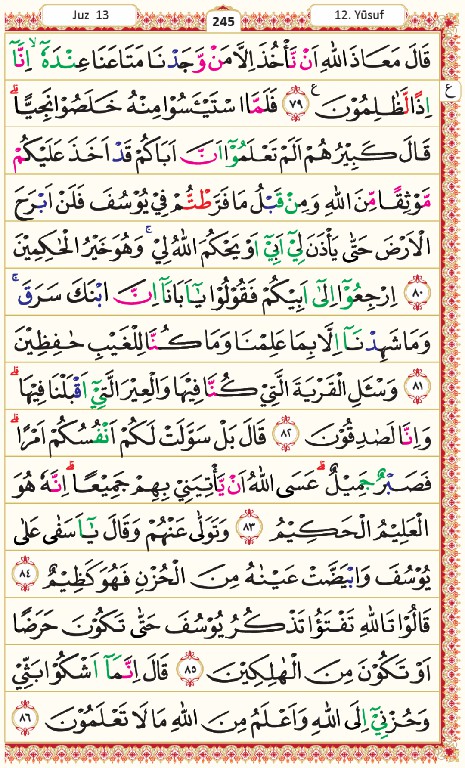 Juz 13
245
12. Yūsuf
قَالَ مَعَاذَ اللّٰهِ اَنْ نَّأْخُذَ اِلَّا مَنْ وَّجَدْنَا مَتَاعَنَا عِنْدَهٗٓ ۙ اِنَّآ
اِذًا لَّظٰلِمُوْنَ ࣖ ٧٩ فَلَمَّا اسْتَيْـَٔسُوْا مِنْهُ خَلَصُوْا نَجِيًّاۗ
ع
قَالَ كَبِيْرُهُمْ اَلَمْ تَعْلَمُوْٓا اَنَّ اَبَاكُمْ قَدْ اَخَذَ عَلَيْكُمْ
مَّوْثِقًا مِّنَ اللّٰهِ وَمِنْ قَبْلُ مَا فَرَّطْتُّمْ فِيْ يُوْسُفَ فَلَنْ اَبْرَحَ
الْاَرْضَ حَتّٰى يَأْذَنَ لِيْٓ اَبِيْٓ اَوْ يَحْكُمَ اللّٰهُ لِيْۚ وَهُوَ خَيْرُ الْحٰكِمِيْنَ
٨٠ اِرْجِعُوْٓا اِلٰٓى اَبِيْكُمْ فَقُوْلُوْا يٰٓاَبَانَآ اِنَّ ابْنَكَ سَرَقَۚ
وَمَا شَهِدْنَآ اِلَّا بِمَا عَلِمْنَا وَمَا كُنَّا لِلْغَيْبِ حٰفِظِيْنَ
٨١ وَسْـَٔلِ الْقَرْيَةَ الَّتِيْ كُنَّا فِيْهَا وَالْعِيْرَ الَّتِيْٓ اَقْبَلْنَا فِيْهَاۗ
وَاِنَّا لَصٰدِقُوْنَ ٨٢ قَالَ بَلْ سَوَّلَتْ لَكُمْ اَنْفُسُكُمْ اَمْرًاۗ
فَصَبْرٌ جَمِيْلٌۗ عَسَى اللّٰهُ اَنْ يَّأْتِيَنِيْ بِهِمْ جَمِيْعًاۗ اِنَّهٗ هُوَ
الْعَلِيْمُ الْحَكِيْمُ ٨٣ وَتَوَلّٰى عَنْهُمْ وَقَالَ يٰٓاَسَفٰى عَلٰى
يُوْسُفَ وَابْيَضَّتْ عَيْنٰهُ مِنَ الْحُزْنِ فَهُوَ كَظِيْمٌ ٨٤
قَالُوْا تَاللّٰهِ تَفْتَؤُا تَذْكُرُ يُوْسُفَ حَتّٰى تَكُوْنَ حَرَضًا
اَوْ تَكُوْنَ مِنَ الْهٰلِكِيْنَ ٨٥ قَالَ اِنَّمَآ اَشْكُوْا بَثِّيْ
وَحُزْنِيْٓ اِلَى اللّٰهِ وَاَعْلَمُ مِنَ اللّٰهِ مَا لَا تَعْلَمُوْنَ ٨٦